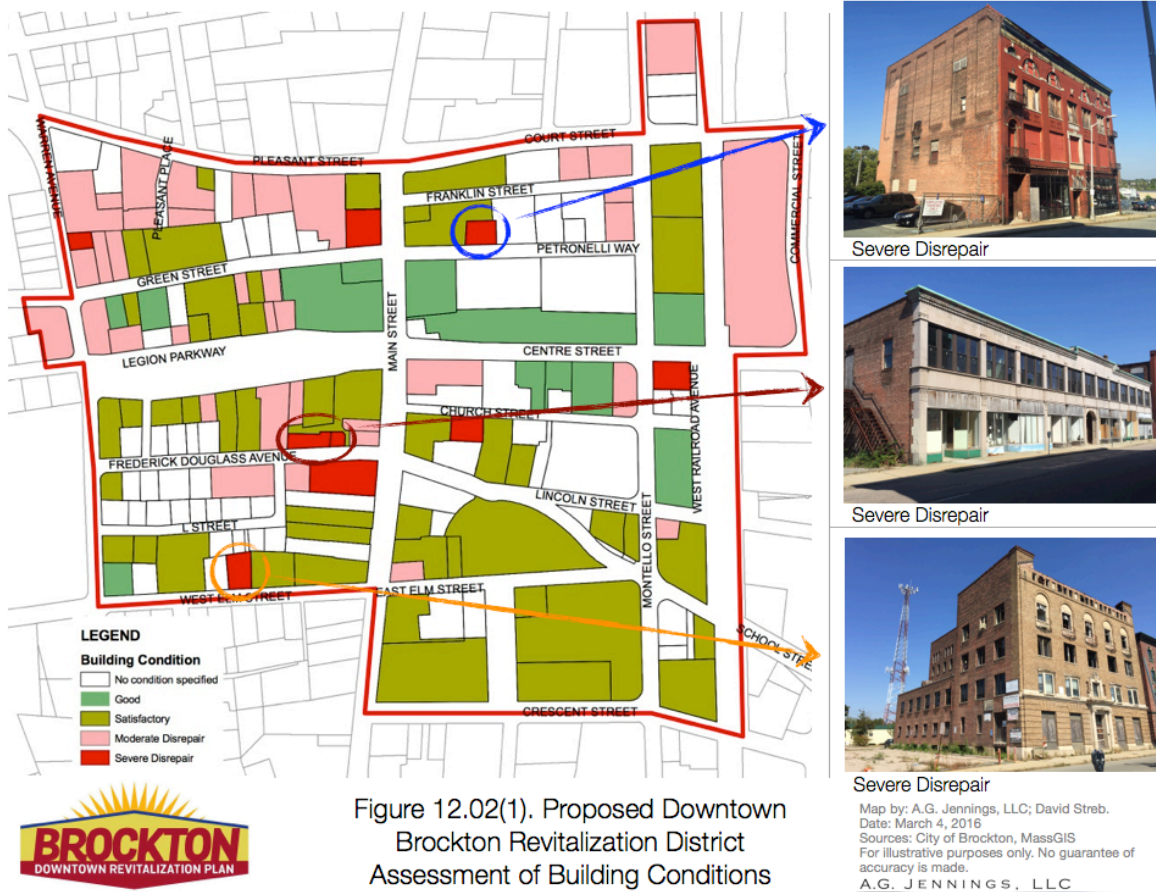 COURT STREET
PLEASANT STREET
WARREN AVENUE
PLEASANT PLACE
FRANKLIN STREET
COMMERCIAL STREET
PETRONELLI WAY
GREEN STREET
MAIN STREET
LEGION PARKWAY
CENTRE STREET
WEST RAILROAD AVENUE
CHURCH STREET
FREDERICK DOUGLASS AVENUE
LINCOLN STREET
L STREET
MONTELLO STREET
EAST ELM STREET
WEST ELM STREET
SCHOOL STRE
CRESCENT STREET
LEGEND
Building Condition
No condition specified
Good
Satisfactory
Moderate Disrepair
Severe Disrepair
Severe Disrepair
Severe Disrepair
Severe Disrepair
BROCKTON
DOWNTOWN REVITALIZATION PLAN
Figure 12.02(1). Proposed Downtown
Brockton Revitalization District
Assessment of Building Conditions
Map by: A.G. Jennings, LLC; David Streb.
Date: March 4, 2016
Sources: City of Brockton, MassGIS
For illustrative purposes only. No guarantee of
accuracy is made.
A.G. JENNINGS, LLC